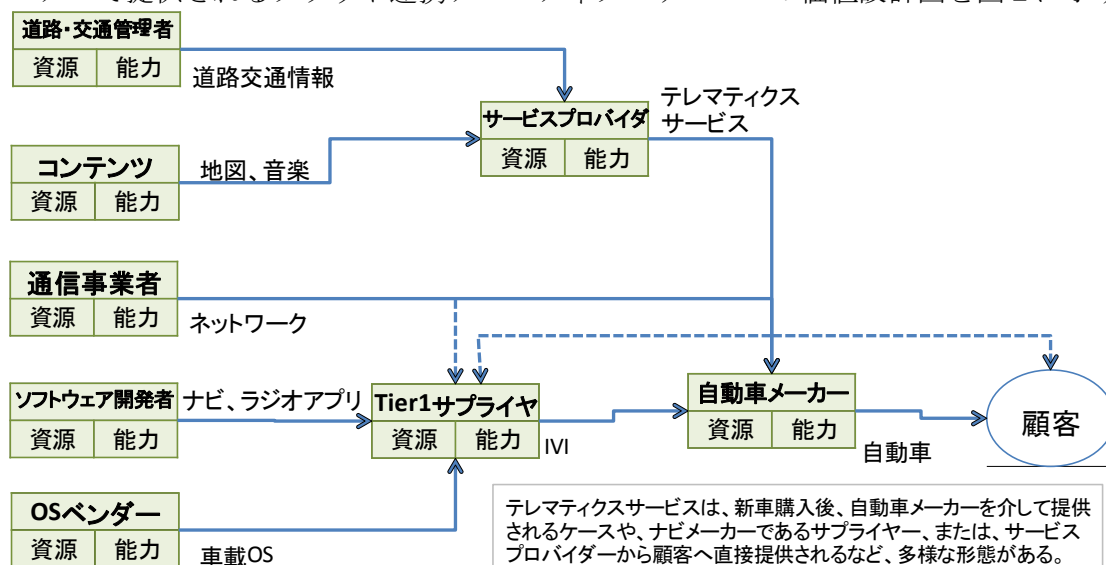 道路・交通管理者
資源 能力
道路交通情報
テレマティクス
サービス
サービスプロバイダ
資源 能力
コンテンツ
資源 能力
地図、音楽
通信事業者
資源 能力
ネットワーク
ソフトウェア開発者
資源 能力
ナビ、ラジオアプリ
Tier1サプライヤ
資源 能力
IVI
自動車メーカー
資源 能力
自動車
顧客
OSベンダー
資源 能力
車載OS
テレマティクスサービスは、新車購入後、自動車メーカーを介して提供
されるケースや、ナビメーカーであるサプライヤー、または、サービス
プロバイダーから顧客へ直接提供されるなど、多様な形態がある。